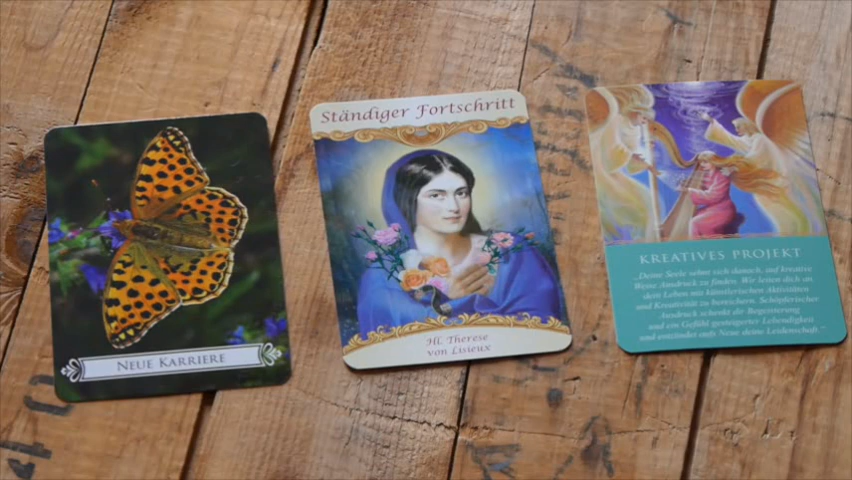 NEUE KARRIERE
Ständiger Fortschritt
Hl. Therese
von Lisieux
KREATIVES PROJEKT
„Deine Seele sehnt sich danach, auf kreative
Weise Ausdruck zu finden. Wir leiten dich an
dein Leben mit künstlerischen Aktivitäten
und Kreativität zu bereichern. Schöpferischer
Ausdruck schenkt dir Begeisterung
und ein Gefühl gesteigerter Lebendigkeit
und entzündet aufs Neue deine Leidenschaft."